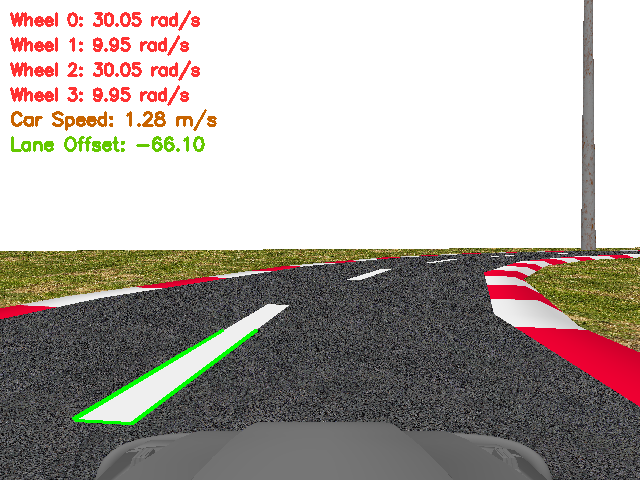 Wheel 0: 30.05 rad/s
Wheel 1: 9.95 rad/s
Wheel 2: 30.05 rad/s
Wheel 3: 9.95 rad/s
Car Speed: 1.28 m/s
Lane Offset: -66.10